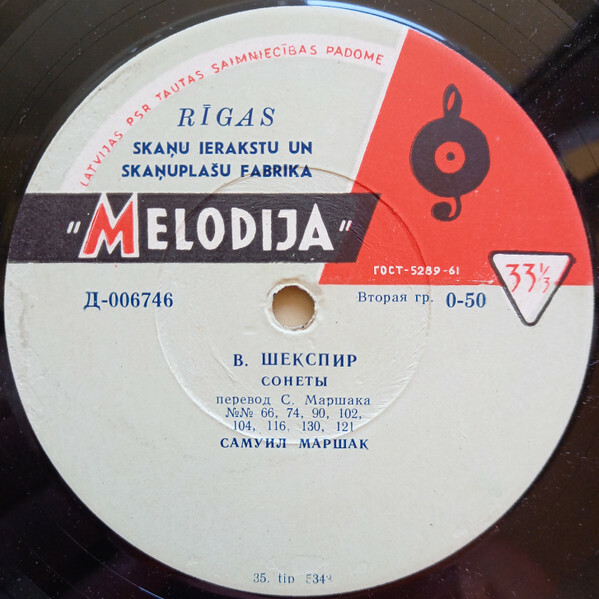 LATVIJAS PSR TAUTAS SAIMNIECĪBAS PADOME
RĪGAS
SKAŅU IERAKSTU UN
SKAŅUPLAŠU FABRIKA
"MELODIJA"
ГОСТ-5289-61
33⅓
Д-006746
Вторая гр. 0-50
В. ШЕКСПИР
СОНЕТЫ
перевод С. Маршака
№№ 66, 74, 90, 102,
104, 116, 130, 121
САМУИЛ МАРШАК
35. tip